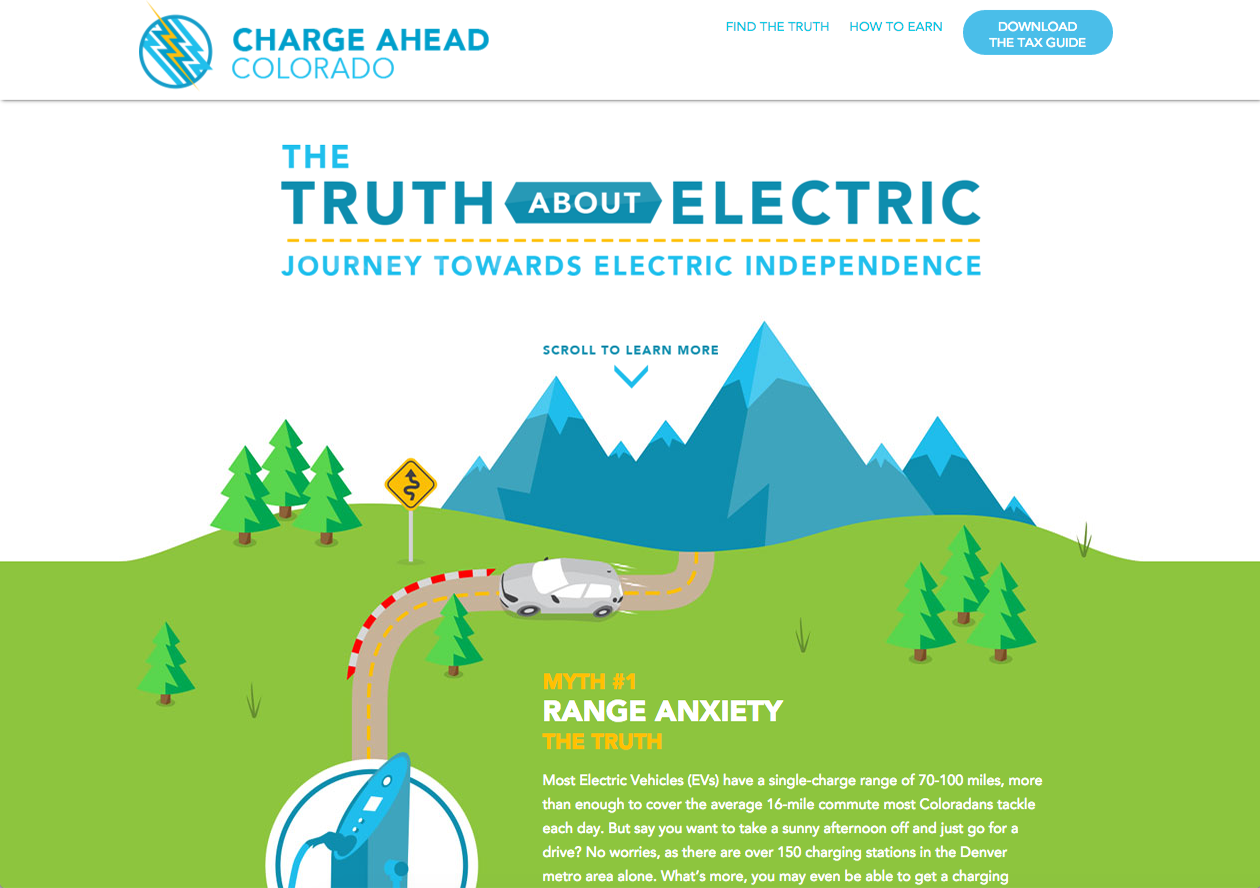 CHARGE AHEAD
COLORADO
FIND THE TRUTH
HOW TO EARN
DOWNLOAD
THE TAX GUIDE
THE
TRUTH ABOUT ELECTRIC
JOURNEY TOWARDS ELECTRIC INDEPENDENCE
SCROLL TO LEARN MORE
MYTH #1
RANGE ANXIETY
THE TRUTH
Most Electric Vehicles (EVs) have a single-charge range of 70-100 miles, more
than enough to cover the average 16-mile commute most Coloradans tackle
each day. But say you want to take a sunny afternoon off and just go for a
drive? No worries, as there are over 150 charging stations in the Denver
metro area alone. What's more, you may even be able to get a charging